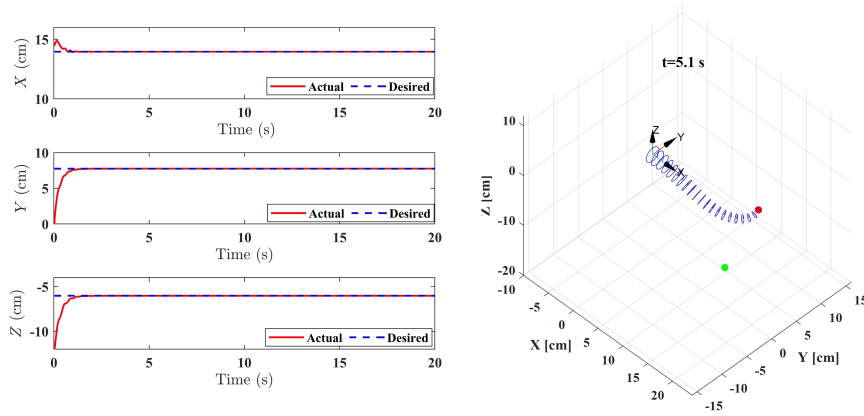 15
10
X (cm)
Actual Desired
0 5 10 15 20
Time (s)
10
5
0
Y (cm)
Actual Desired
0 5 10 15 20
Time (s)
-5
-10
Z (cm)
Actual Desired
0 5 10 15 20
Time (s)
t=5.1 s
10
0
-10
-20
Z [cm]
Z
Y
X
-10
-5
0
5
10
15
20
X [cm]
15
10
5
0
-5
-10
-15
Y [cm]